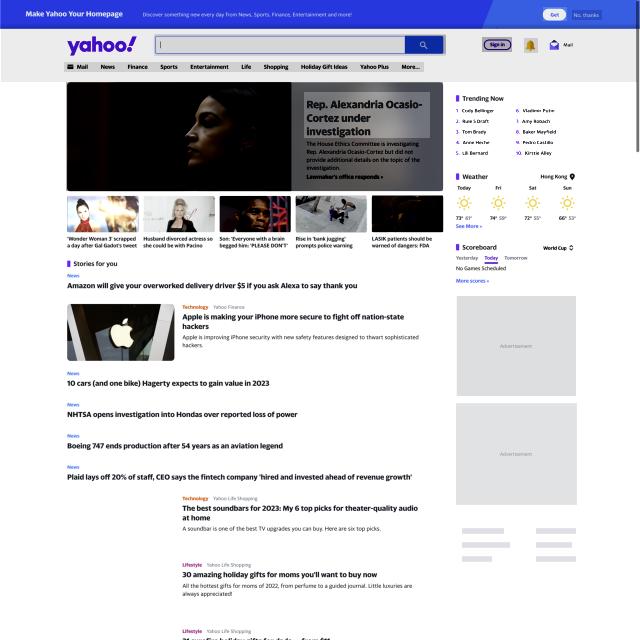 Make Yahoo Your Homepage
Discover something new every day from News, Sports, Finance, Entertainment and more!
Get
No, thanks
yahoo!
Sign in
Mail
Mail
News
Finance
Sports
Entertainment
Life
Shopping
Holiday Gift Ideas
Yahoo Plus
More...
Rep. Alexandria Ocasio-
Cortez under
investigation
The House Ethics Committee is investigating
Rep. Alexandria Ocasio-Cortez but did not
provide additional details on the topic of the
investigation.
Lawmaker's office responds »
'Wonder Woman 3' scrapped
a day after Gal Gadot's tweet
Husband divorced actress so
she could be with Pacino
Son: 'Everyone with a brain
begged him: 'PLEASE DON'T'
Rise in 'bank jugging'
prompts police warning
LASIK patients should be
warned of dangers: FDA
Stories for you
News
Amazon will give your overworked delivery driver $5 if you ask Alexa to say thank you
Technology Yahoo Finance
Apple is making your iPhone more secure to fight off nation-state
hackers
Apple is improving iPhone security with new safety features designed to thwart sophisticated
hackers.
News
10 cars (and one bike) Hagerty expects to gain value in 2023
News
NHTSA opens investigation into Hondas over reported loss of power
News
Boeing 747 ends production after 54 years as an aviation legend
News
Plaid lays off 20% of staff, CEO says the fintech company 'hired and invested ahead of revenue growth'
Technology Yahoo Life Shopping
The best soundbars for 2023: My 6 top picks for theater-quality audio
at home
A soundbar is one of the best TV upgrades you can buy. Here are six top picks.
Lifestyle Yahoo Life Shopping
30 amazing holiday gifts for moms you'll want to buy now
All the hottest gifts for moms of 2022, from perfume to a guided journal. Little luxuries are
always appreciated!
Lifestyle Yahoo Life Shopping
Trending Now
1. Cody Bellinger
2. Rule 5 Draft
3. Tom Brady
4. Anne Heche
5. Lili Bernard
6. Vladimir Putin
7. Amy Robach
8. Baker Mayfield
9. Pedro Castillo
10. Kirstie Alley
Weather
Hong Kong
Today
Fri
Sat
Sun
73° 61°
74° 59°
72° 55°
66° 53°
See More »
Scoreboard
World Cup
Yesterday
Today
Tomorrow
No Games Scheduled
More scores »
Advertisement
Advertisement